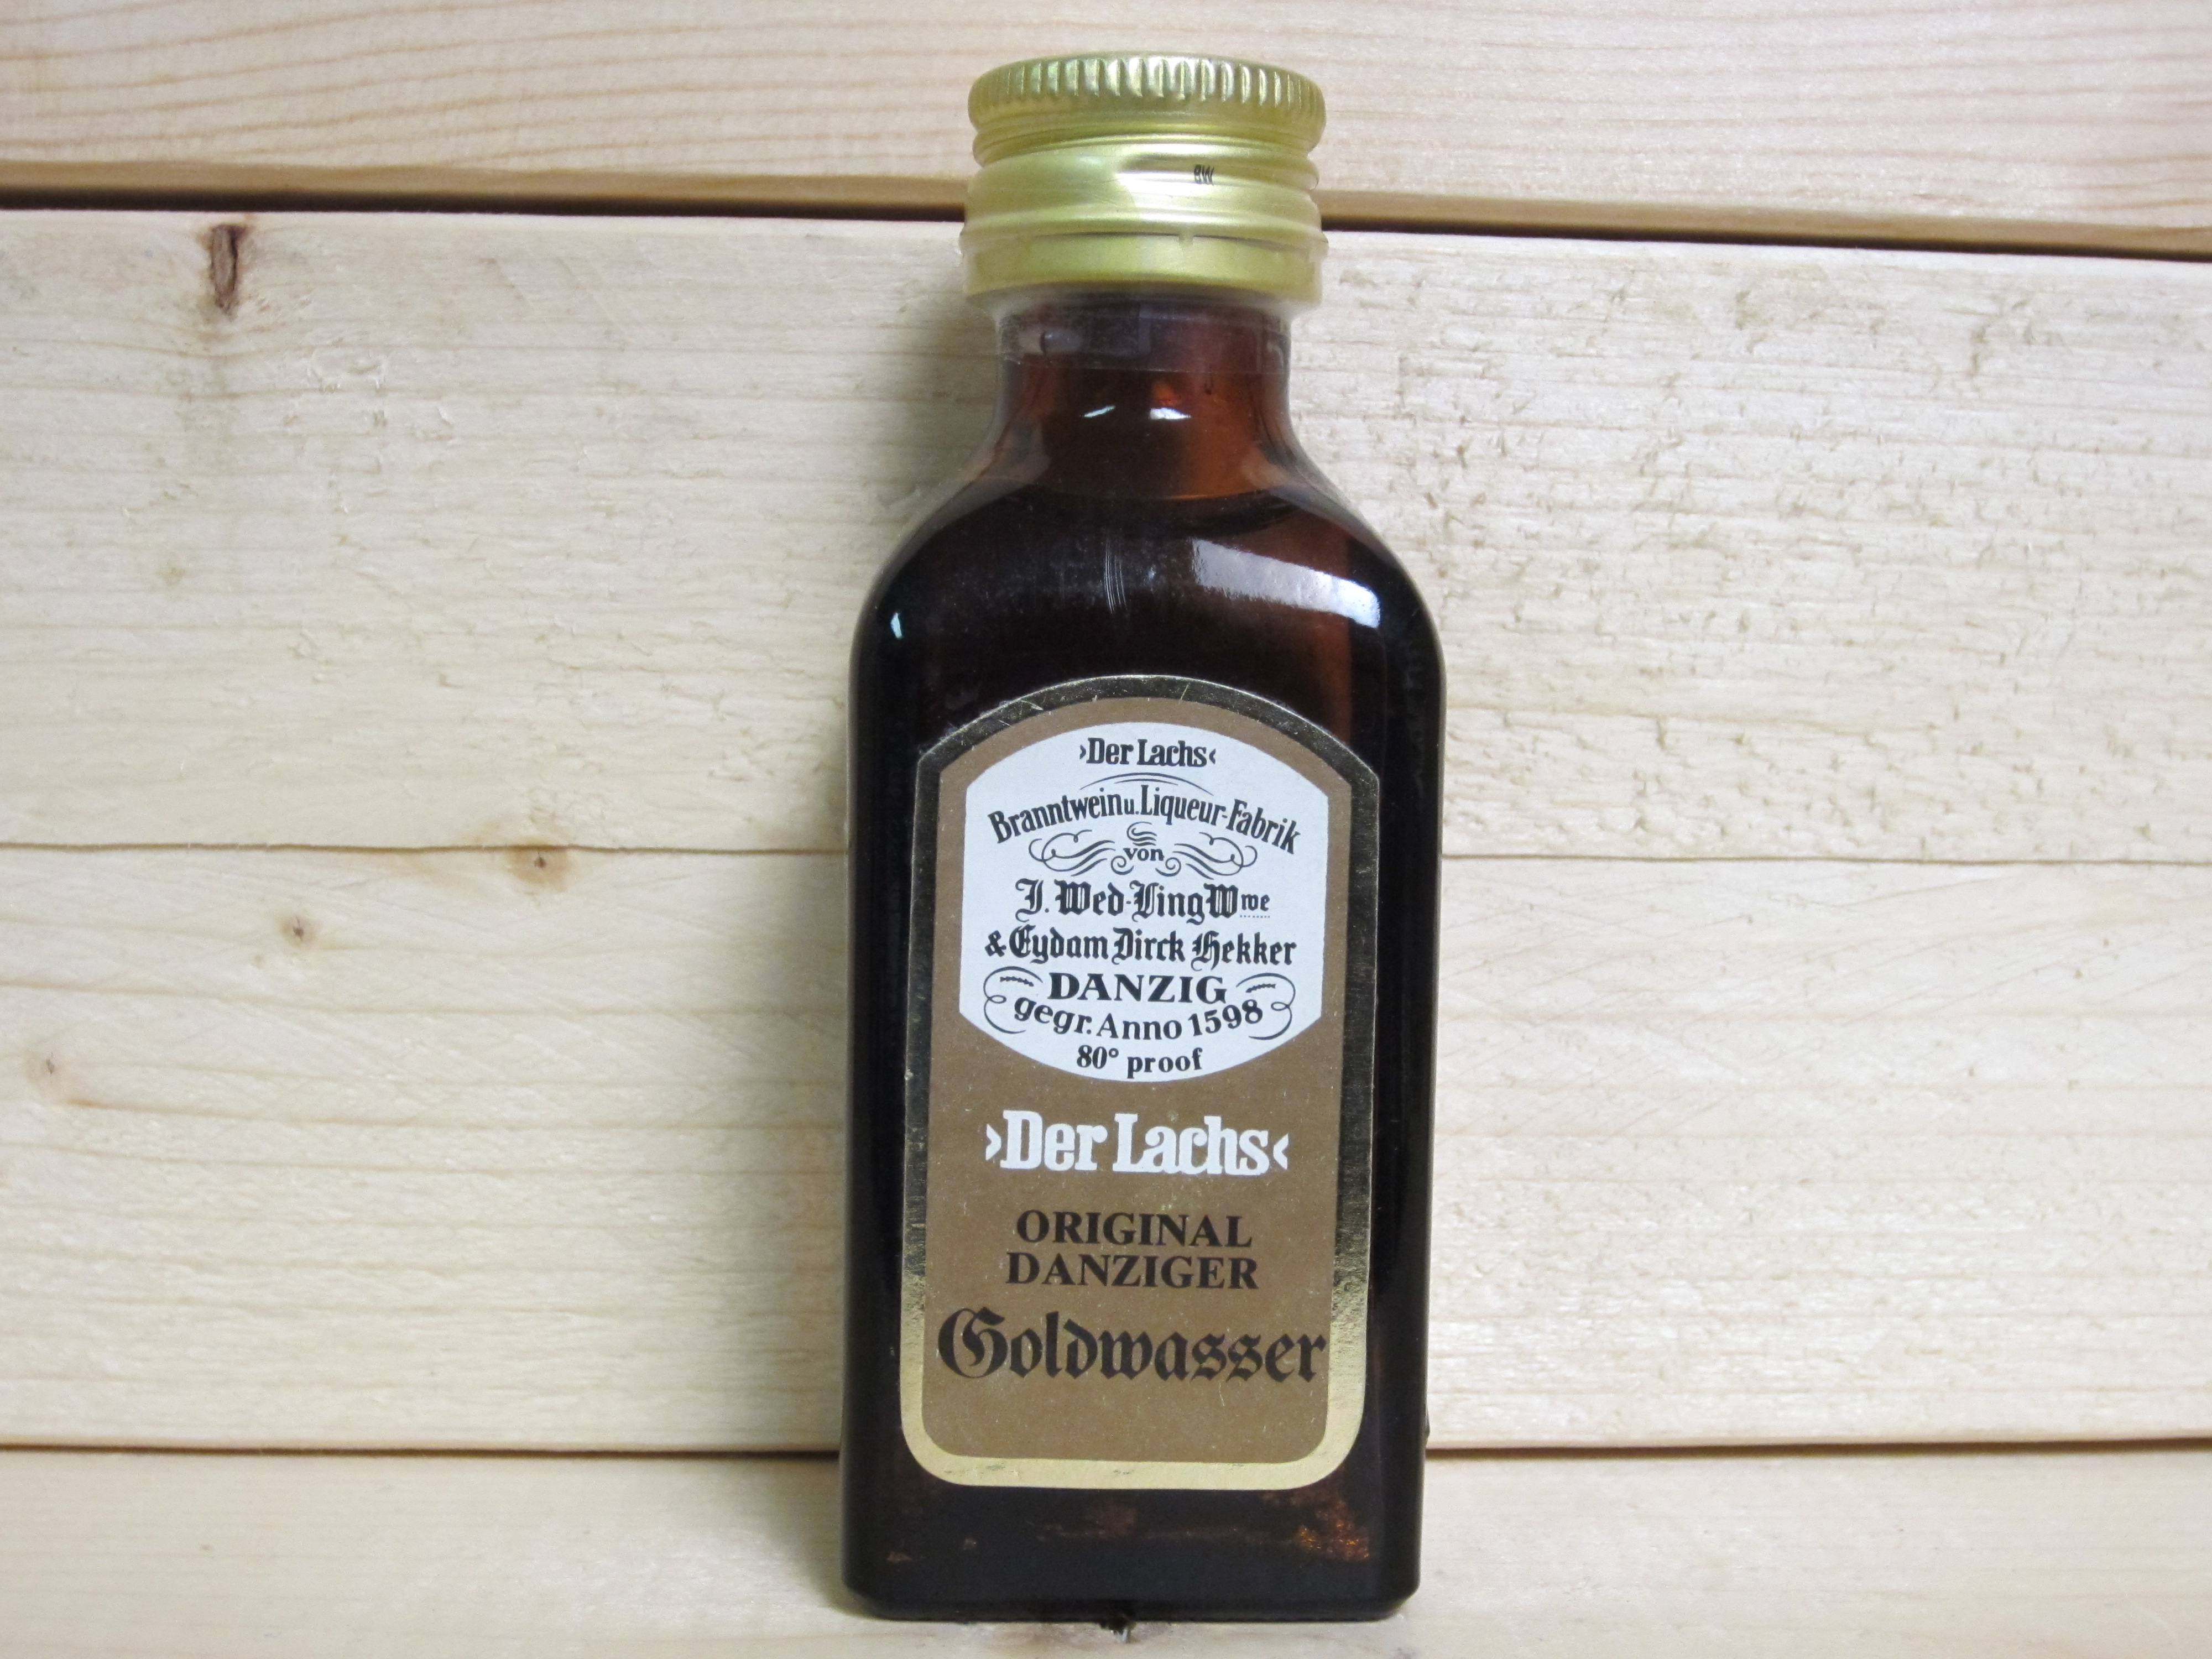 BW
›Der Lachs‹
Branntwein u. Liqueur-Fabrik
von
J. Wed-Ling Wwe
& Eydam Dirck Hekker
DANZIG
gegr. Anno 1598
80° proof
›Der Lachs‹
ORIGINAL
DANZIGER
Goldwasser